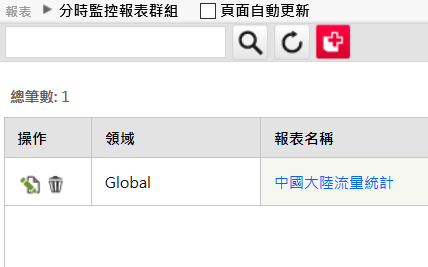 報表 ▶ 分時監控報表群組 頁面自動更新
總筆數: 1
操作 領域 報表名稱
Global 中國大陸流量統計